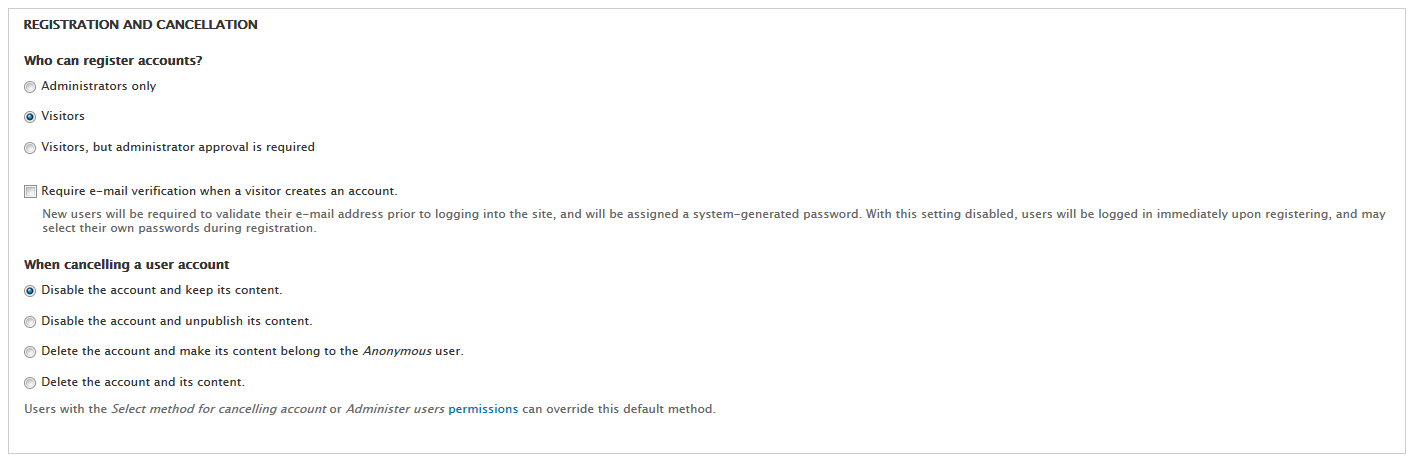 REGISTRATION AND CANCELLATION
Who can register accounts?
Administrators only
Visitors
Visitors, but administrator approval is required
Require e-mail verification when a visitor creates an account.
New users will be required to validate their e-mail address prior to logging into the site, and will be assigned a system-generated password. With this setting disabled, users will be logged in immediately upon registering, and may
select their own passwords during registration.
When cancelling a user account
Disable the account and keep its content.
Disable the account and unpublish its content.
Delete the account and make its content belong to the Anonymous user.
Delete the account and its content.
Users with the Select method for cancelling account or Administer users permissions can override this default method.